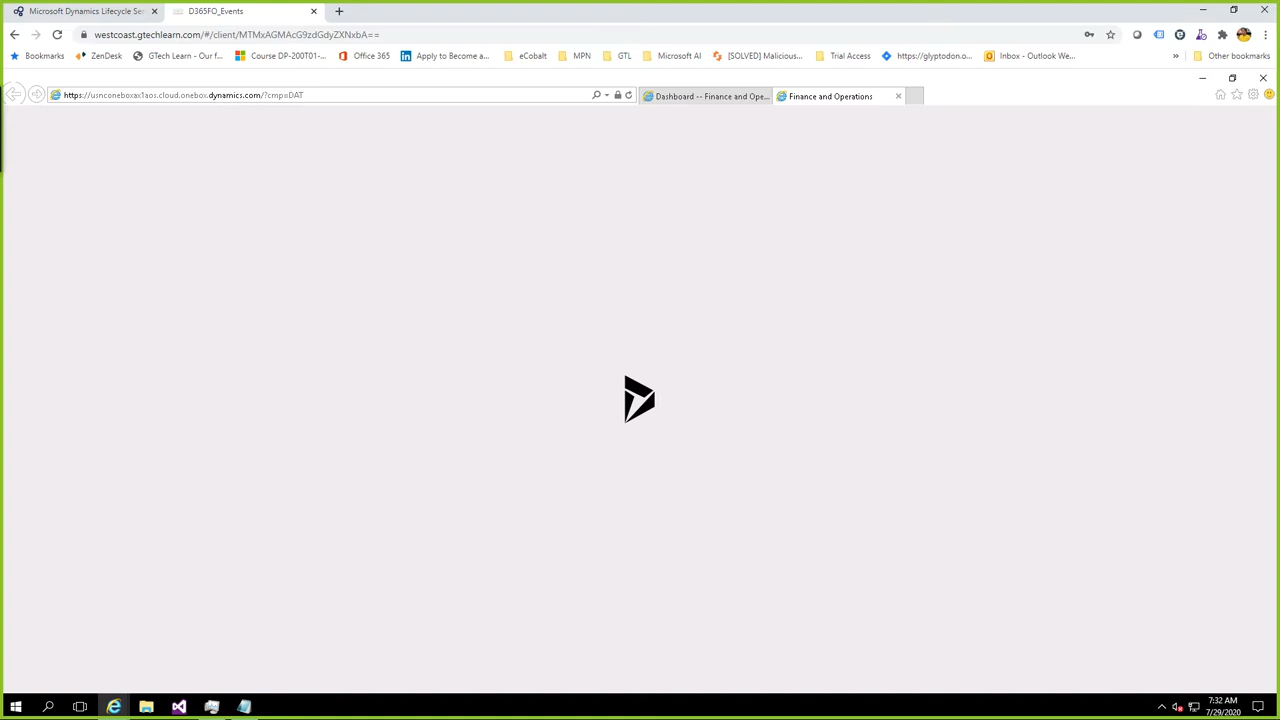 Microsoft Dynamics Lifecycle Ser
D365FO_Events
westcoast.gtechlearn.com/#/client/MTMxAGMAcG9zdGdyZXNxbA==
Bookmarks
ZenDesk
GTech Learn - Our f...
Course DP-200T01-...
Office 365
Apply to Become a...
eCobalt
MPN
GTL
Microsoft AI
[SOLVED] Malicious...
Trial Access
https://glyptodon.o...
Inbox - Outlook We...
»
Other bookmarks
https://usnconeboxax1aos.cloud.onebox.dynamics.com/?cmp=DAT
Dashboard -- Finance and Ope...
Finance and Operations
7:32 AM
7/29/2020